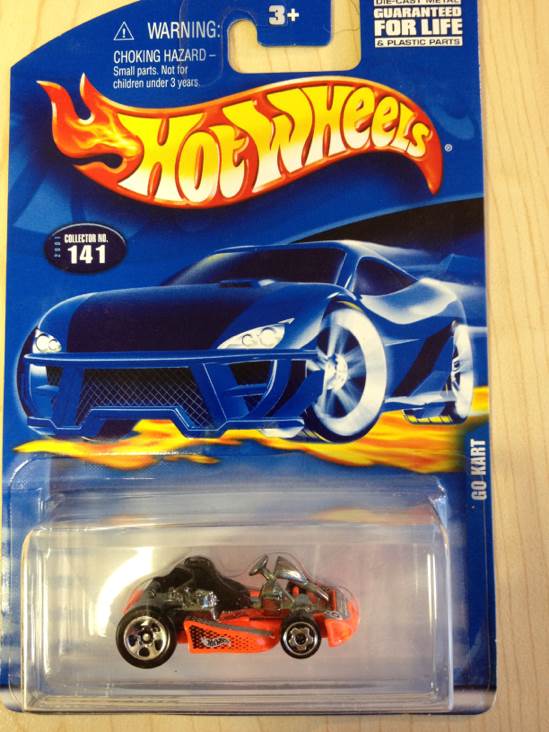 WARNING:
CHOKING HAZARD –
Small parts. Not for
children under 3 years.
3+
DIE-CAST METAL
GUARANTEED
FOR LIFE
& PLASTIC PARTS
HOT WHEELS
®
2001
COLLECTOR NO.
141
GO-KART